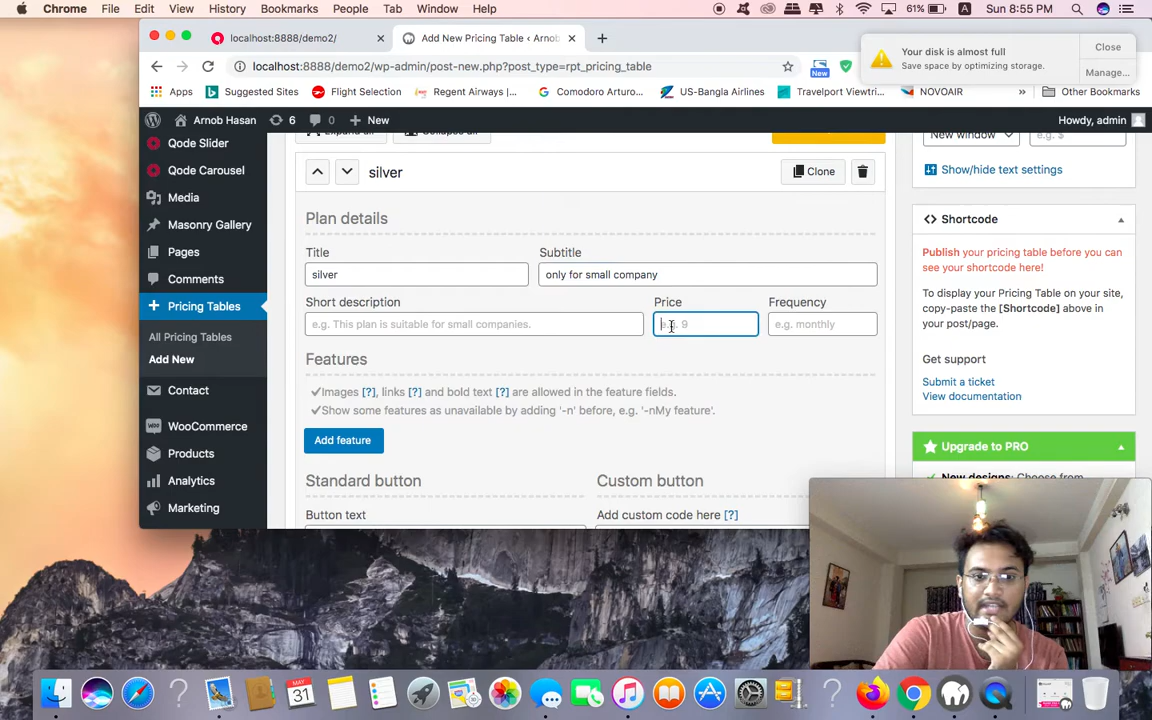 Chrome File Edit View History Bookmarks People Tab Window Help
61% A Sun 8:55 PM
localhost:8888/demo2/
Add New Pricing Table ‹ Arnob
Your disk is almost full
Save space by optimizing storage.
Close
Manage...
localhost:8888/demo2/wp-admin/post-new.php?post_type=rpt_pricing_table
New
Apps Suggested Sites Flight Selection Regent Airways |... Comodoro Arturo... US-Bangla Airlines Travelport Viewtri... NOVOAIR » Other Bookmarks
Arnob Hasan 6 0 New Howdy, admin
Qode Slider
Qode Carousel
Media
Masonry Gallery
Pages
Comments
Pricing Tables
All Pricing Tables
Add New
Contact
WooCommerce
Products
Analytics
Marketing
silver
Clone
Plan details
Title Subtitle
silver only for small company
Short description Price Frequency
e.g. This plan is suitable for small companies. e.g. 9 e.g. monthly
Features
Images [?], links [?] and bold text [?] are allowed in the feature fields.
Show some features as unavailable by adding '-n' before, e.g. '-nMy feature'.
Add feature
Standard button Custom button
Button text Add custom code here [?]
New window e.g. $
Show/hide text settings
Shortcode
Publish your pricing table before you can
see your shortcode here!
To display your Pricing Table on your site,
copy-paste the [Shortcode] above in
your post/page.
Get support
Submit a ticket
View documentation
Upgrade to PRO
New designs: Choose from
MAY
31